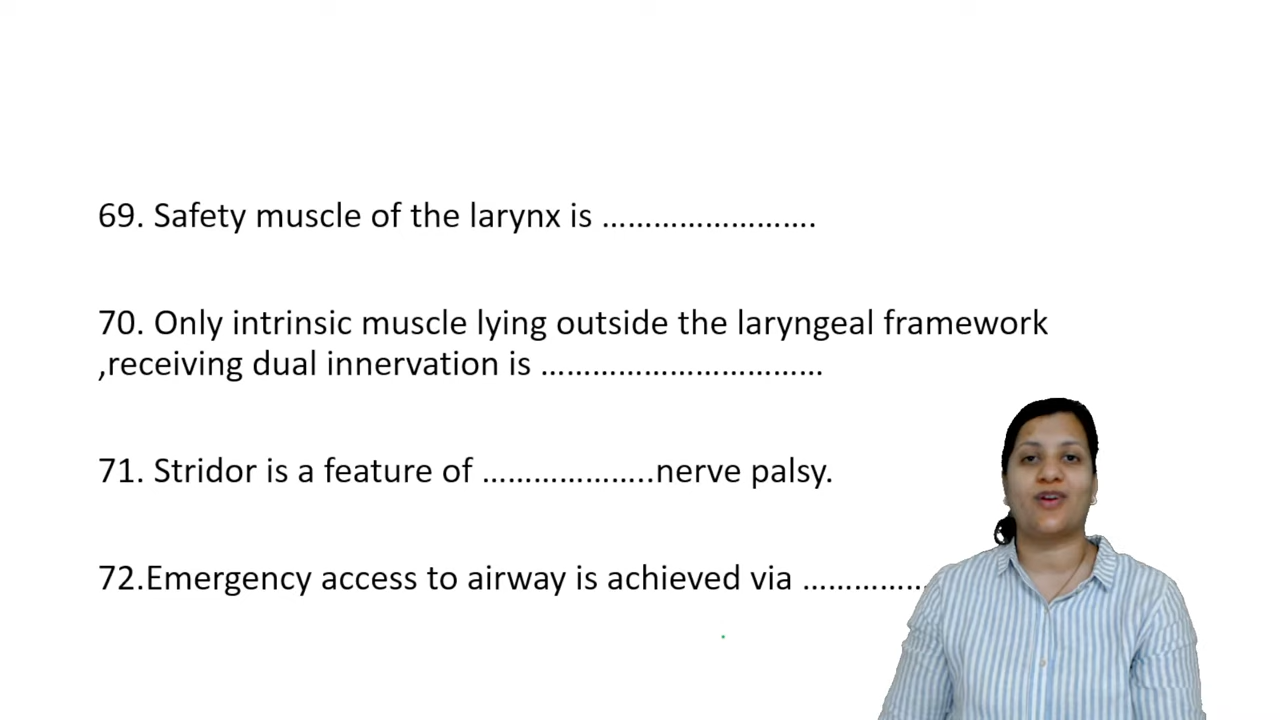 69. Safety muscle of the larynx is …………………….
70. Only intrinsic muscle lying outside the laryngeal framework
,receiving dual innervation is ……………………………
71. Stridor is a feature of ………………..nerve palsy.
72.Emergency access to airway is achieved via ……………